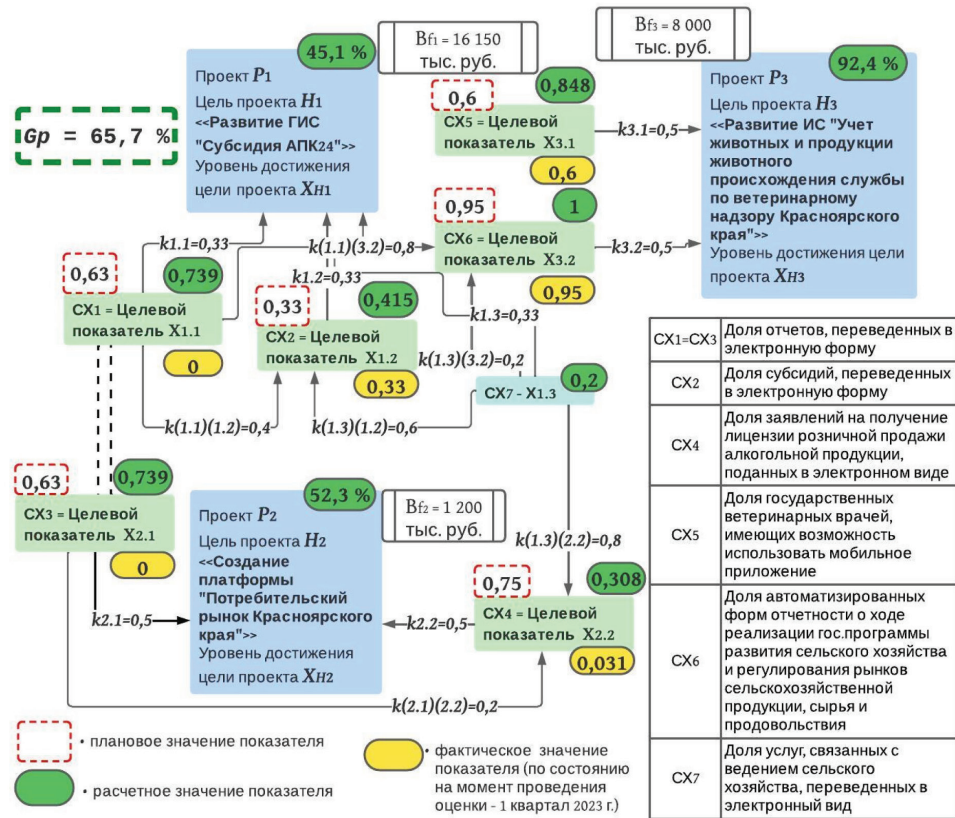 Gp = 65,7 %
45,1 %
Проект P1
Цель проекта H1
<<Развитие ГИС
"Субсидия АПК24">>
Уровень достижения
цели проекта XH1
Bf1 = 16 150
тыс. руб.
Bf3 = 8 000
тыс. руб.
92,4 %
Проект P3
Цель проекта H3
<<Развитие ИС "Учет
животных и продукции
животного
происхождения службы
по ветеринарному
надзору Красноярского
края">>
Уровень достижения цели
проекта XH3
0,6
0,848
CX5 = Целевой
показатель X3.1
0,6
k3.1=0,5
0,95
1
CX6 = Целевой
показатель X3.2
0,95
k3.2=0,5
k1.1=0,33
k(1.1)(3.2)=0,8
k1.2=0,33
k1.3=0,33
0,63
0,739
CX1 = Целевой
показатель X1.1
0
0,33
0,415
CX2 = Целевой
показатель X1.2
0,33
k(1.3)(3.2)=0,2
CX7 - X1.3
0,2
k(1.1)(1.2)=0,4
k(1.3)(1.2)=0,6
0,63
0,739
CX3 = Целевой
показатель X2.1
0
k2.1=0,5
52,3 %
Проект P2
Цель проекта H2
<<Создание
платформы
"Потребительский
рынок Красноярского
края">>
Уровень достижения
цели проекта XH2
Bf2 = 1 200
тыс. руб.
k(1.3)(2.2)=0,8
0,75
0,308
CX4 = Целевой
показатель X2.2
0,031
k2.2=0,5
k(2.1)(2.2)=0,2
· плановое значение показателя
· расчетное значение показателя
· фактическое значение
показателя (по состоянию
на момент проведения
оценки - 1 квартал 2023 г.)
CX1=CX3
Доля отчетов, переведенных в
электронную форму
CX2
Доля субсидий, переведенных
в электронную форму
CX4
Доля заявлений на получение
лицензии розничной продажи
алкогольной продукции,
поданных в электронном виде
CX5
Доля государственных
ветеринарных врачей,
имеющих возможность
использовать мобильное
приложение
CX6
Доля автоматизированных
форм отчетности о ходе
реализации гос.программы
развития сельского хозяйства
и регулирования рынков
сельскохозяйственной
продукции, сырья и
продовольствия
CX7
Доля услуг, связанных с
ведением сельского
хозяйства, переведенных в
электронный вид